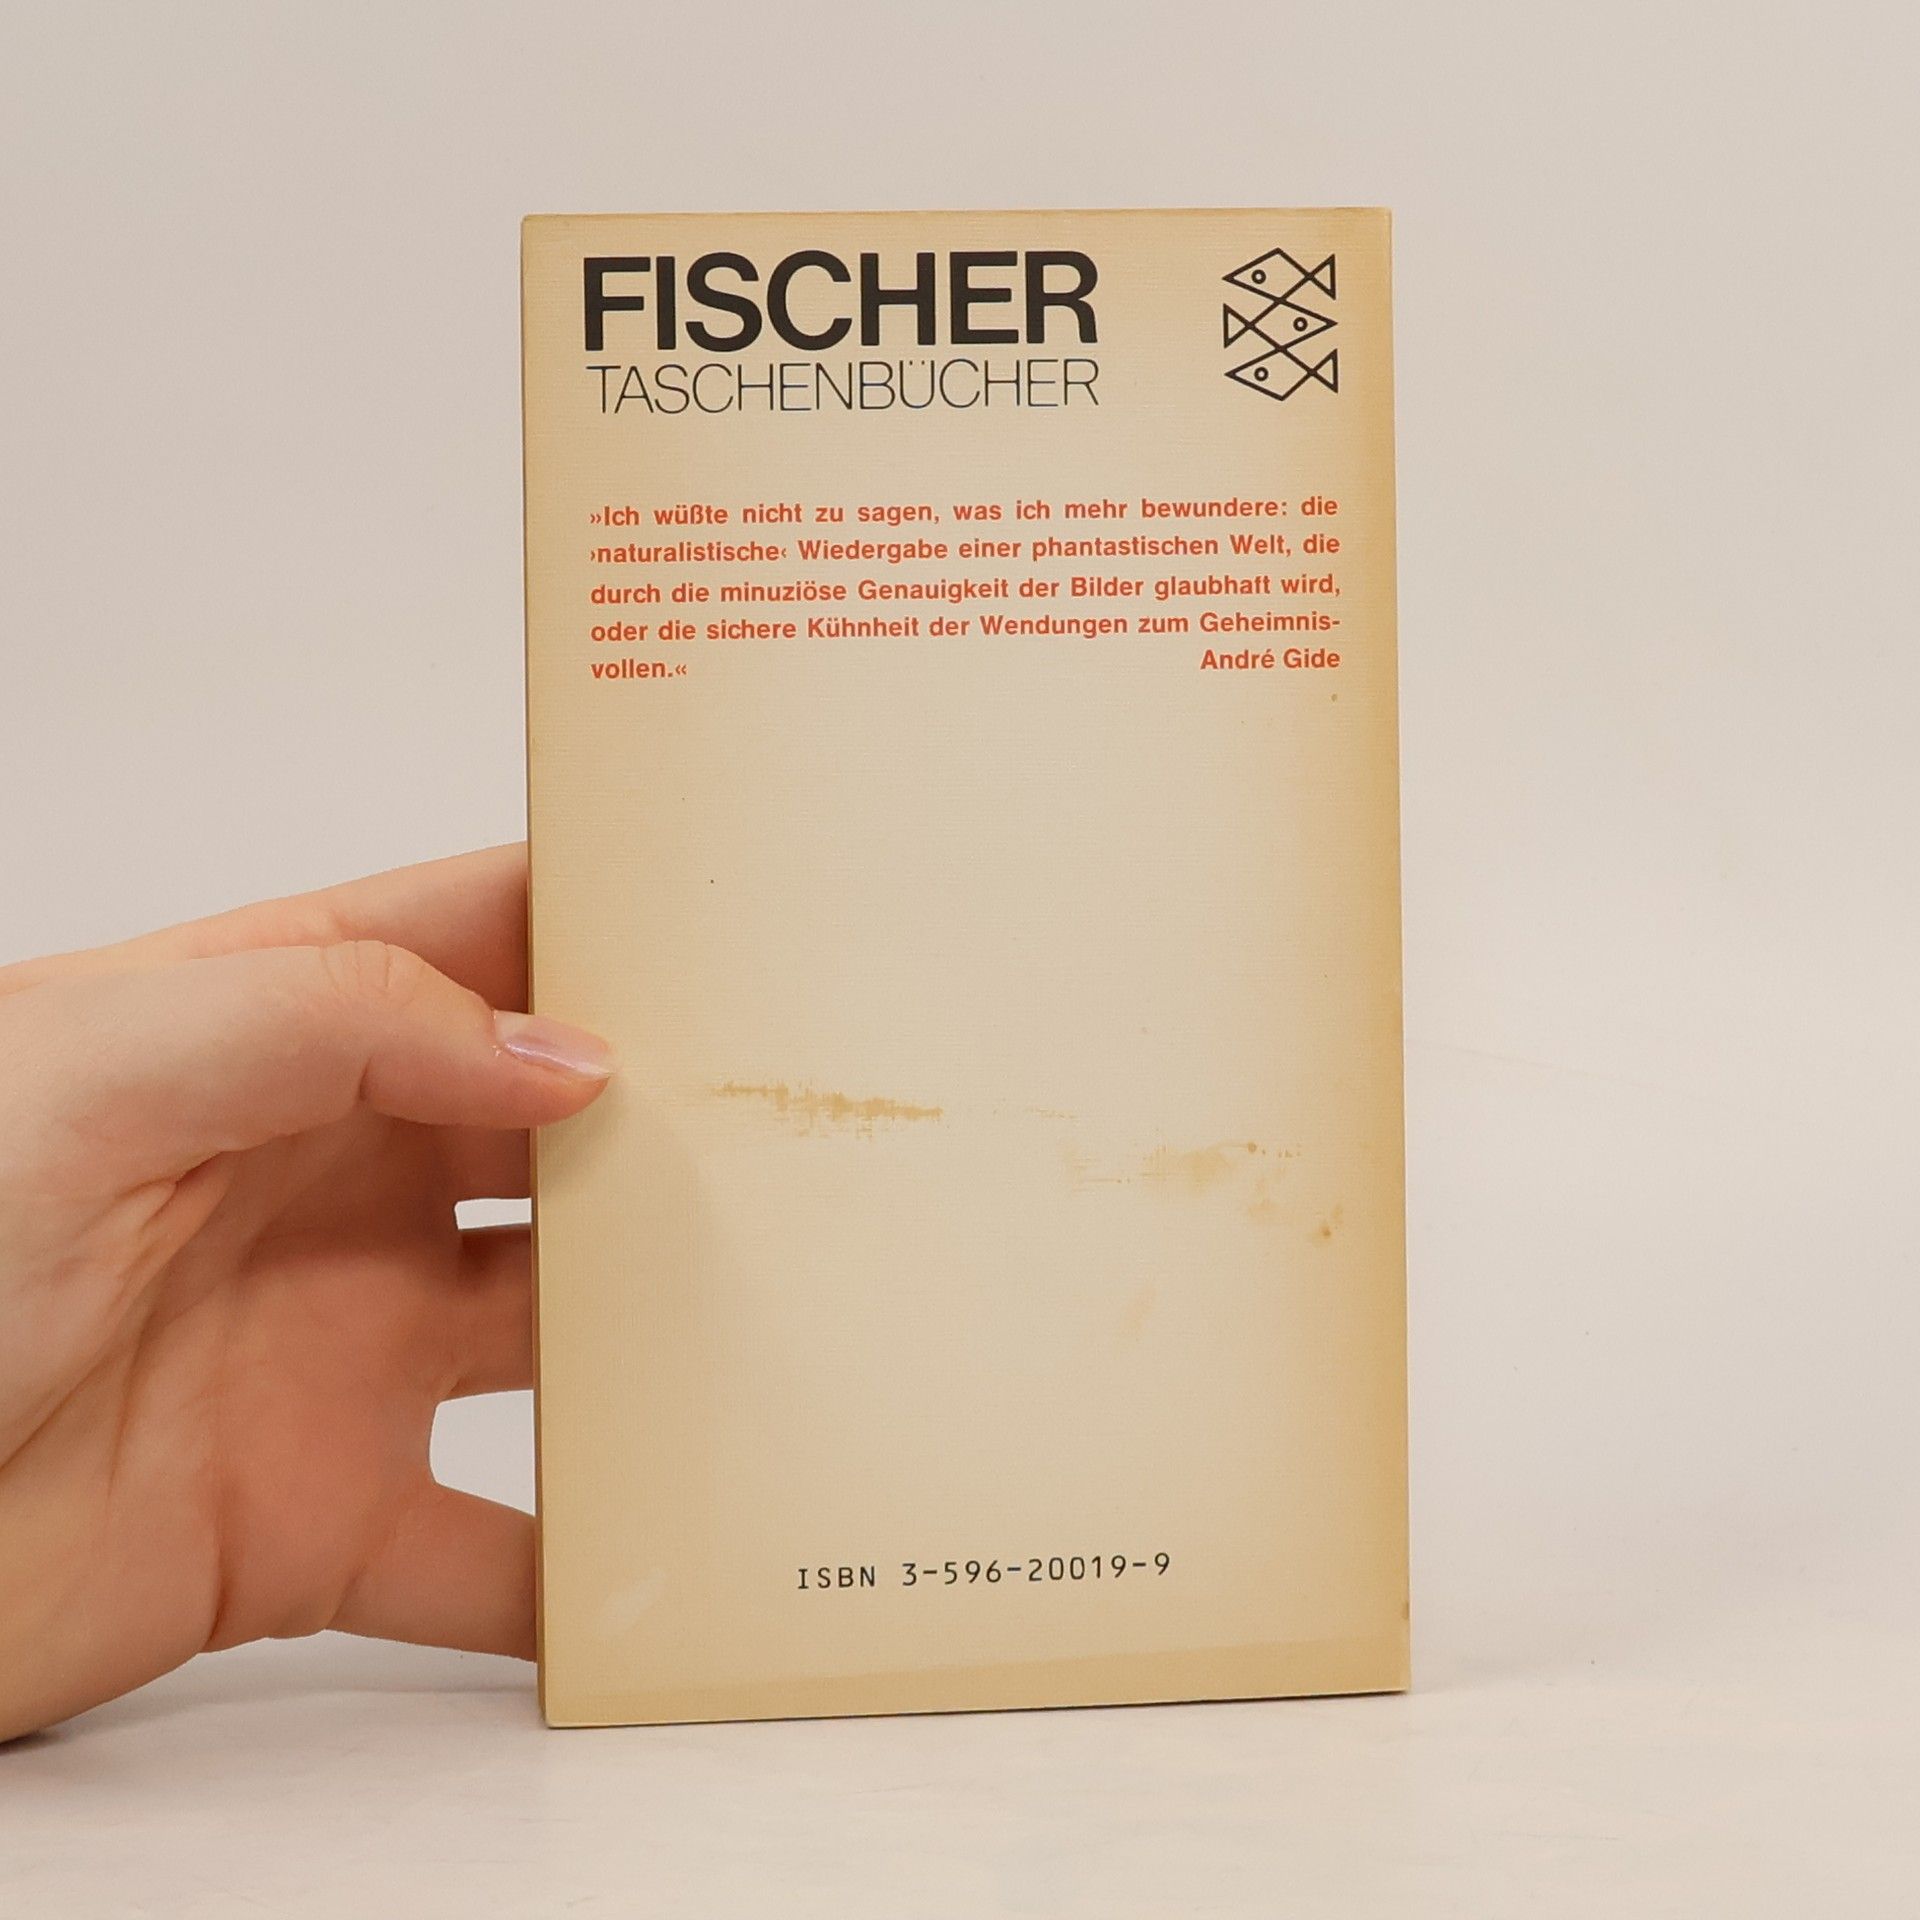 FISCHER
TASCHENBÜCHER
»Ich wüßte nicht zu sagen, was ich mehr bewundere: die
›naturalistische‹ Wiedergabe einer phantastischen Welt, die
durch die minuziöse Genauigkeit der Bilder glaubhaft wird,
oder die sichere Kühnheit der Wendungen zum Geheimnis-
vollen.« André Gide
ISBN 3-596-20019-9